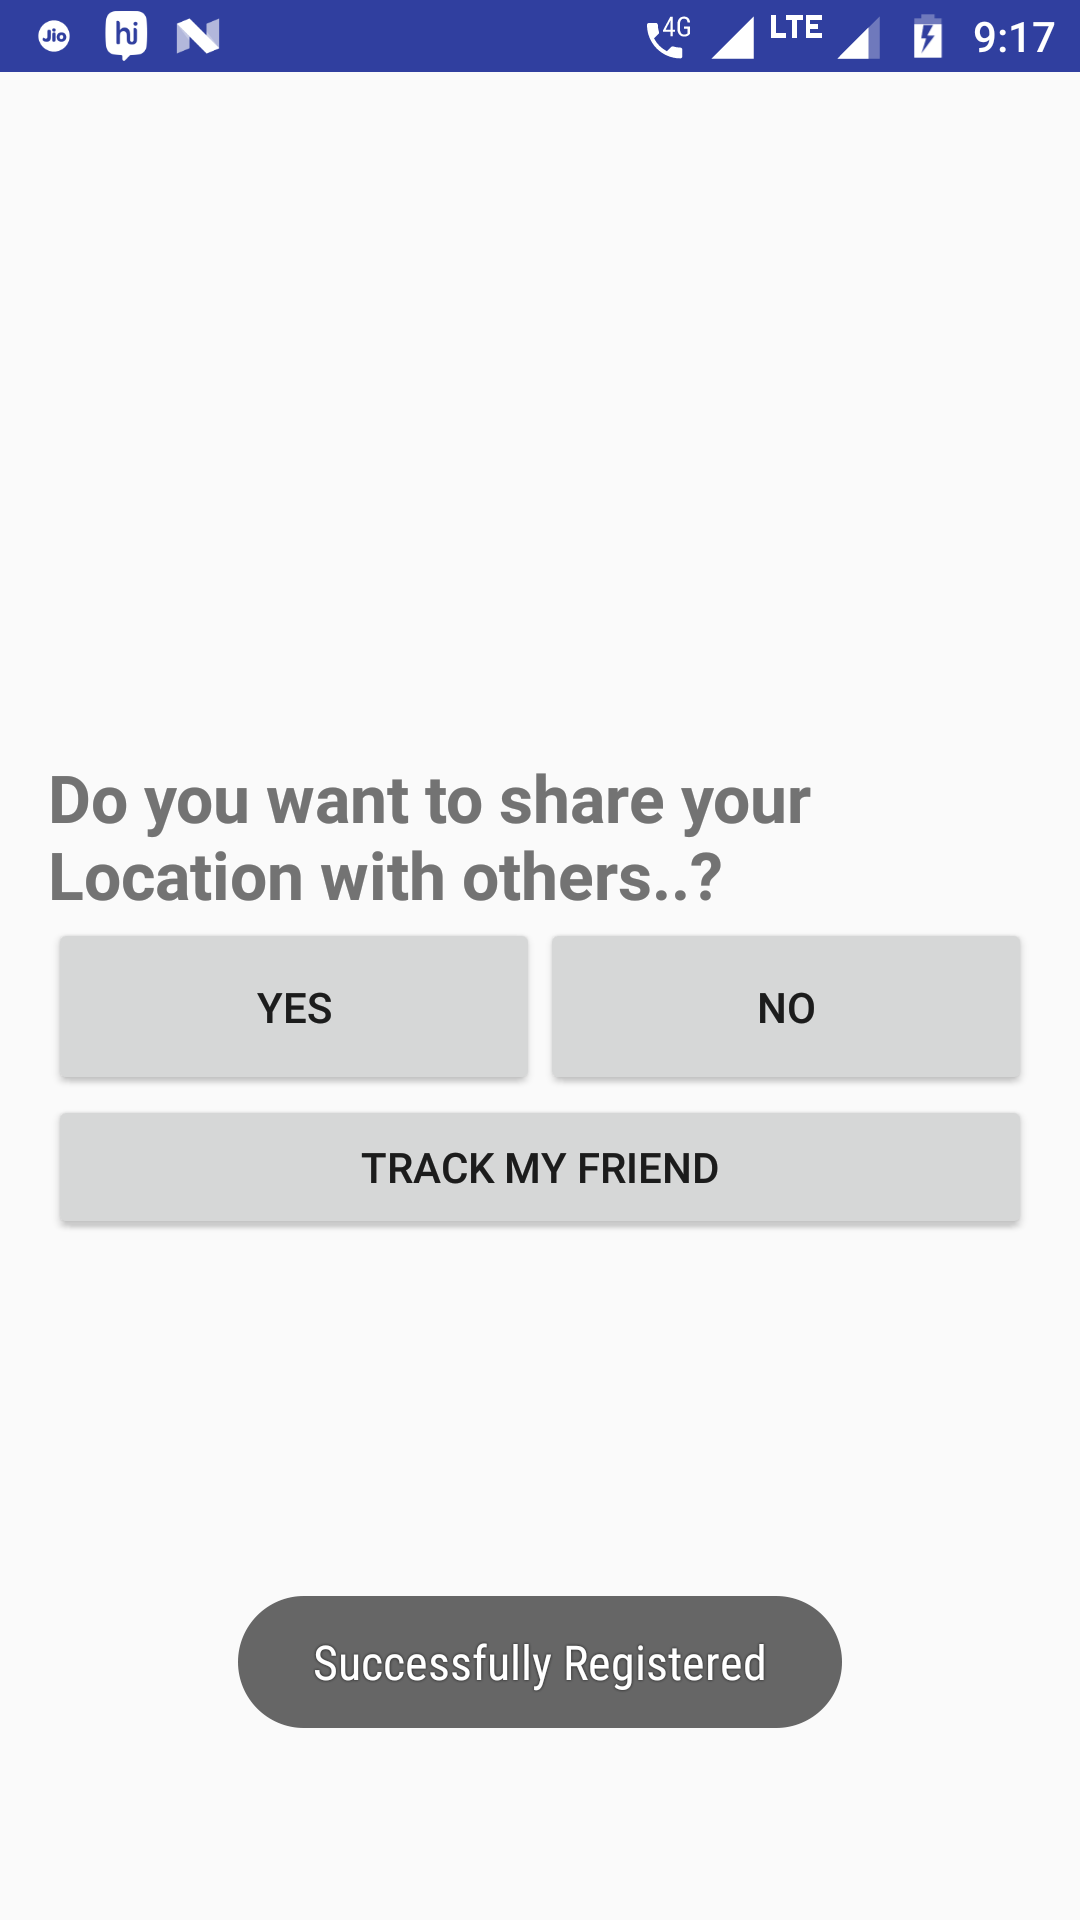 Jio hi 4G LTE 9:17
Do you want to share your
Location with others..?
YES NO
TRACK MY FRIEND
Successfully Registered